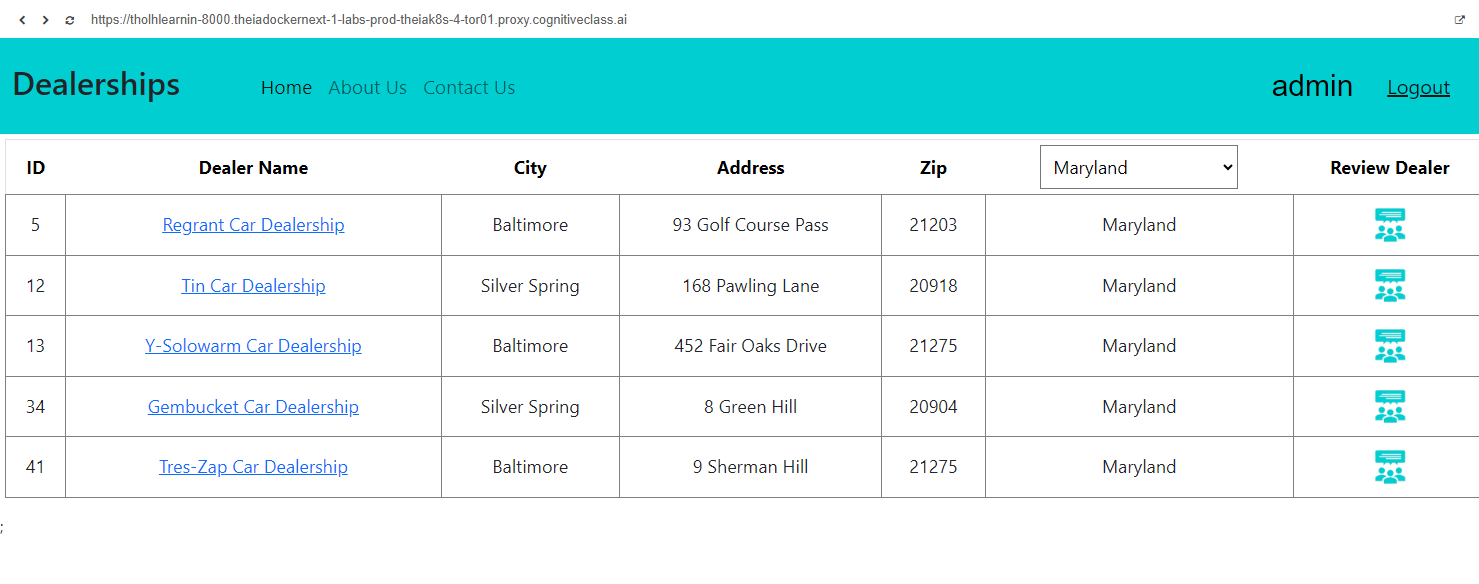 https://tholhlearnin-8000.theiadockernext-1-labs-prod-theiak8s-4-tor01.proxy.cognitiveclass.ai
Dealerships Home About Us Contact Us admin Logout
ID Dealer Name City Address Zip Maryland Review Dealer
5 Regrant Car Dealership Baltimore 93 Golf Course Pass 21203 Maryland
12 Tin Car Dealership Silver Spring 168 Pawling Lane 20918 Maryland
13 Y-Solowarm Car Dealership Baltimore 452 Fair Oaks Drive 21275 Maryland
34 Gembucket Car Dealership Silver Spring 8 Green Hill 20904 Maryland
41 Tres-Zap Car Dealership Baltimore 9 Sherman Hill 21275 Maryland
;